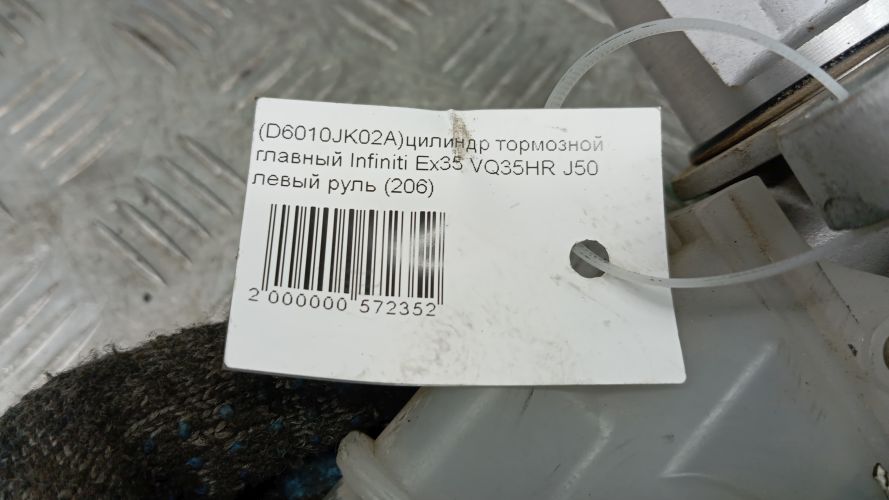 (D6010JK02A)цилиндр тормозной
главный Infiniti Ex35 VQ35HR J50
левый руль (206)
2 000000 572352